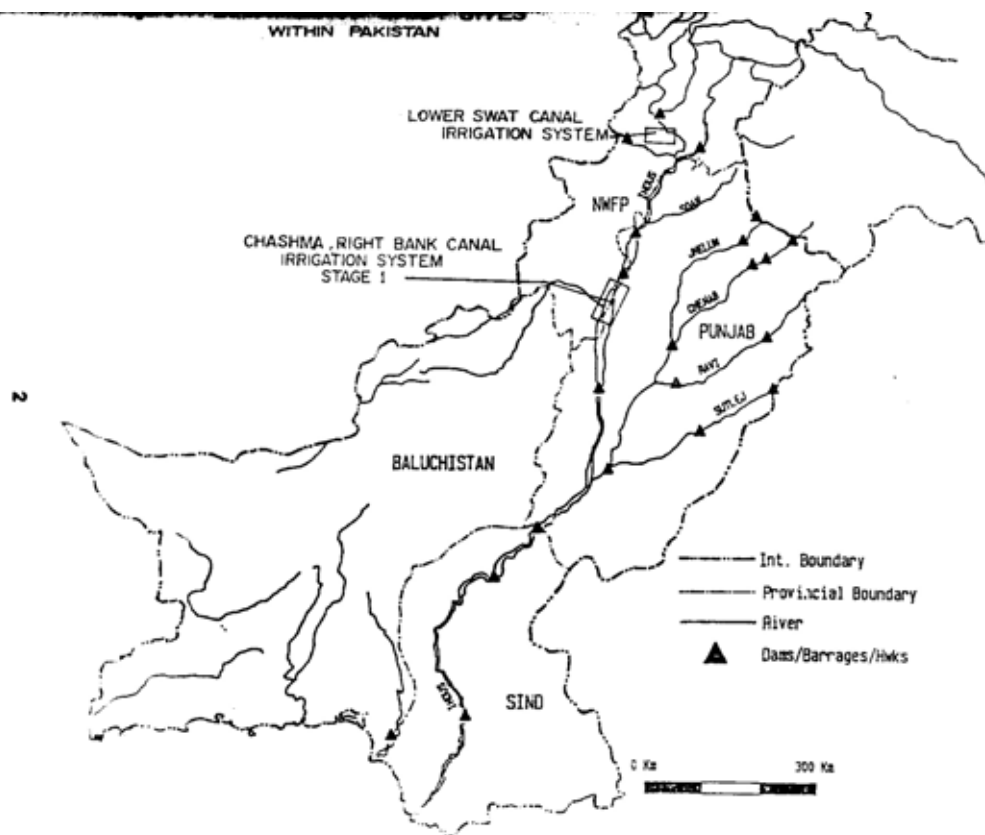 SITES
WITHIN PAKISTAN
LOWER SWAT CANAL
IRRIGATION SYSTEM
INDUS
SOAN
NWFP
CHASHMA RIGHT BANK CANAL
IRRIGATION SYSTEM
STAGE 1
JHELUM
CHENAB
PUNJAB
RAVI
SUTLEJ
2
BALUCHISTAN
Int. Boundary
Provincial Boundary
River
Dams/Barrages/Hwks
INDUS
SIND
0 Km 300 Km